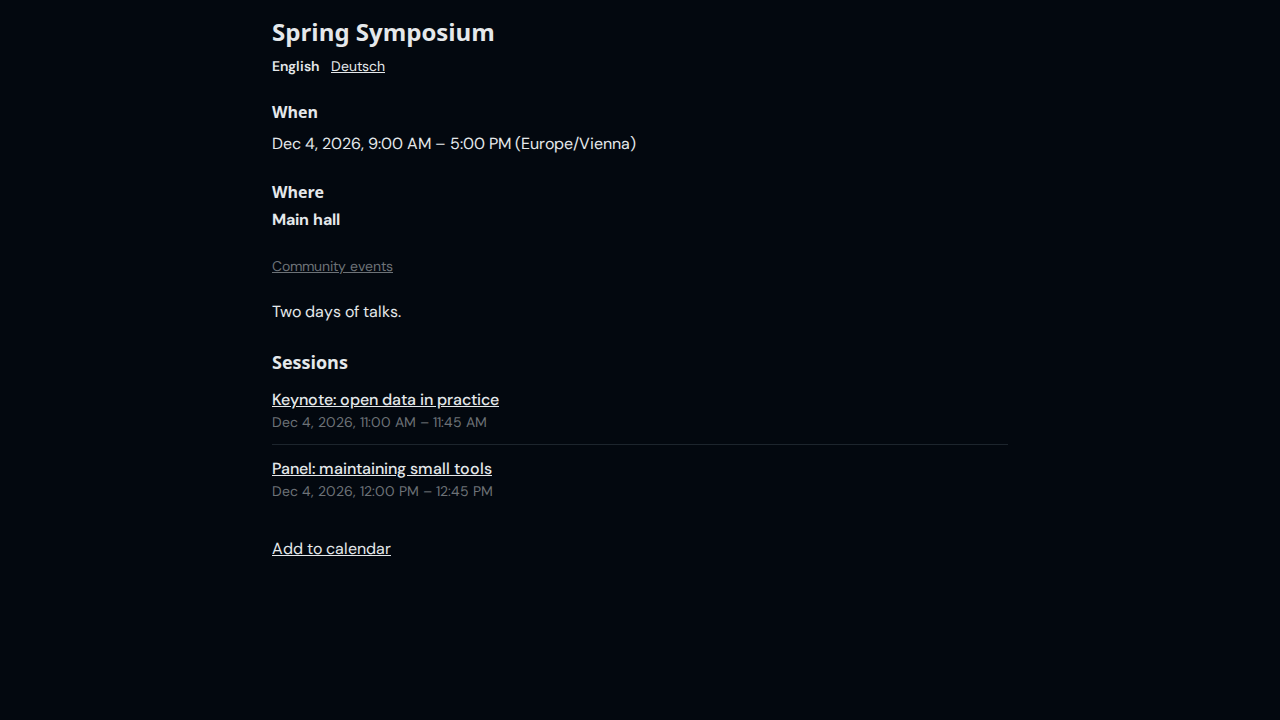 Spring Symposium
English Deutsch
When
Dec 4, 2026, 9:00 AM – 5:00 PM (Europe/Vienna)
Where
Main hall
Community events
Two days of talks.
Sessions
Keynote: open data in practice
Dec 4, 2026, 11:00 AM – 11:45 AM
Panel: maintaining small tools
Dec 4, 2026, 12:00 PM – 12:45 PM
Add to calendar